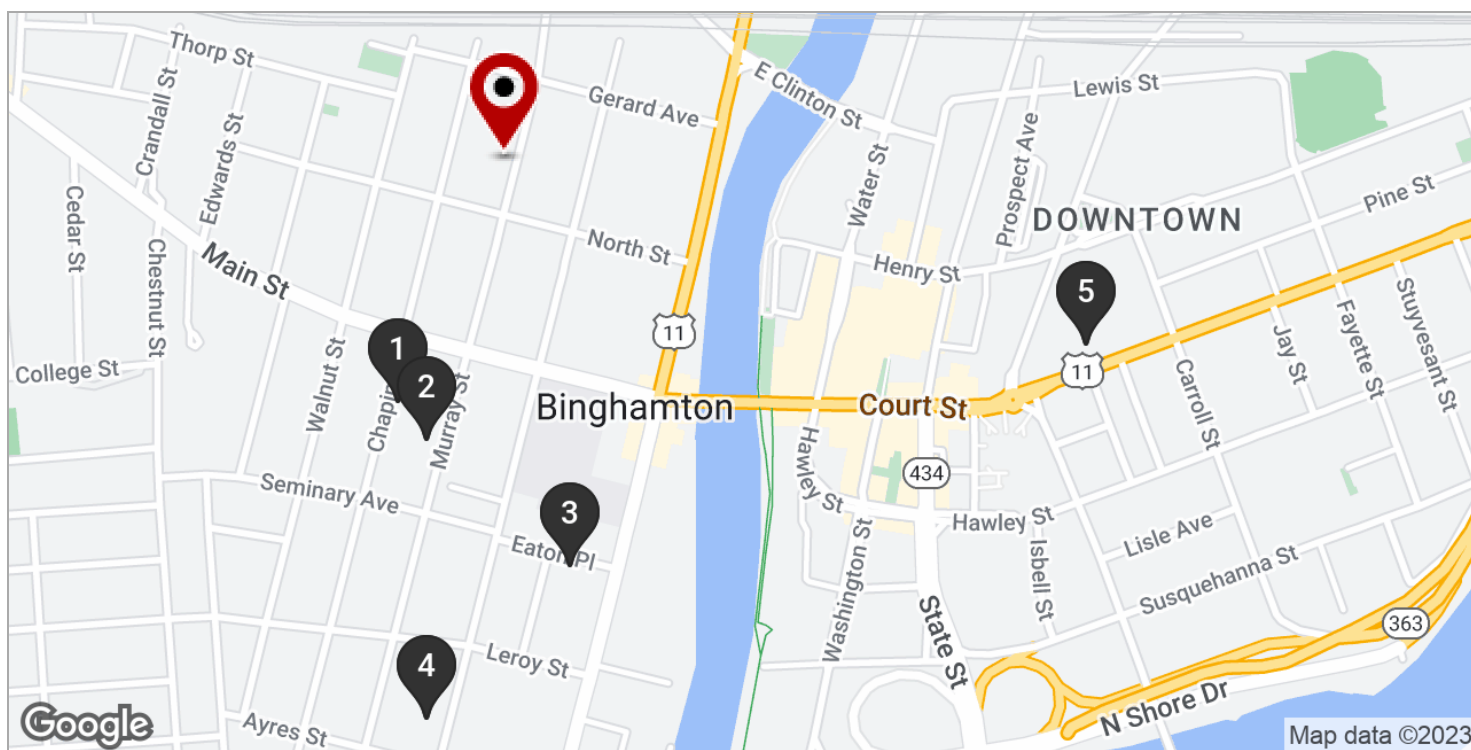 Thorp St
Crandall St
Edwards St
Gerard Ave
E Clinton St
Lewis St
Prospect Ave
Water St
Cedar St
Chestnut St
Main St
North St
Henry St
DOWNTOWN
Pine St
5
11
11
Stuyvesant St
Fayette St
Jay St
Carroll St
College St
Walnut St
1
2
Chapin
Murray St
Binghamton
Court St
434
Hawley St
Seminary Ave
3
Eaton Pl
Hawley St
Isbell St
Lisle Ave
Susquehanna St
Washington St
State St
363
4
Leroy St
Ayres St
N Shore Dr
Google
Map data ©2023